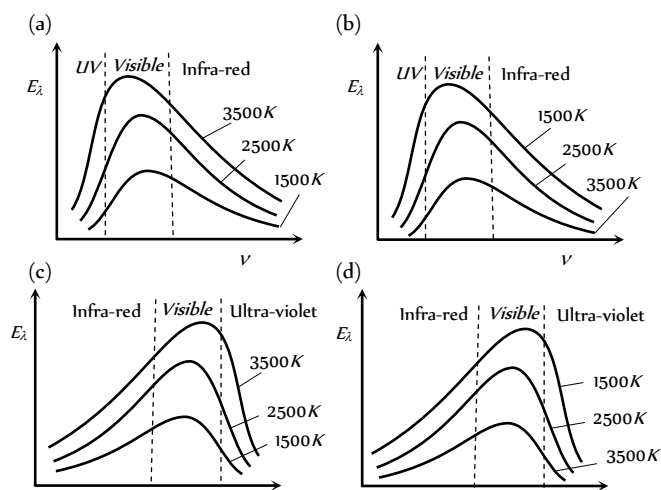 (a)
UV Visible Infra-red
Eλ
3500K
2500K
1500K
ν
(b)
UV Visible Infra-red
Eλ
1500K
2500K
3500K
ν
(c)
Infra-red Visible Ultra-violet
Eλ
3500K
2500K
1500K
(d)
Infra-red Visible Ultra-violet
Eλ
1500K
2500K
3500K